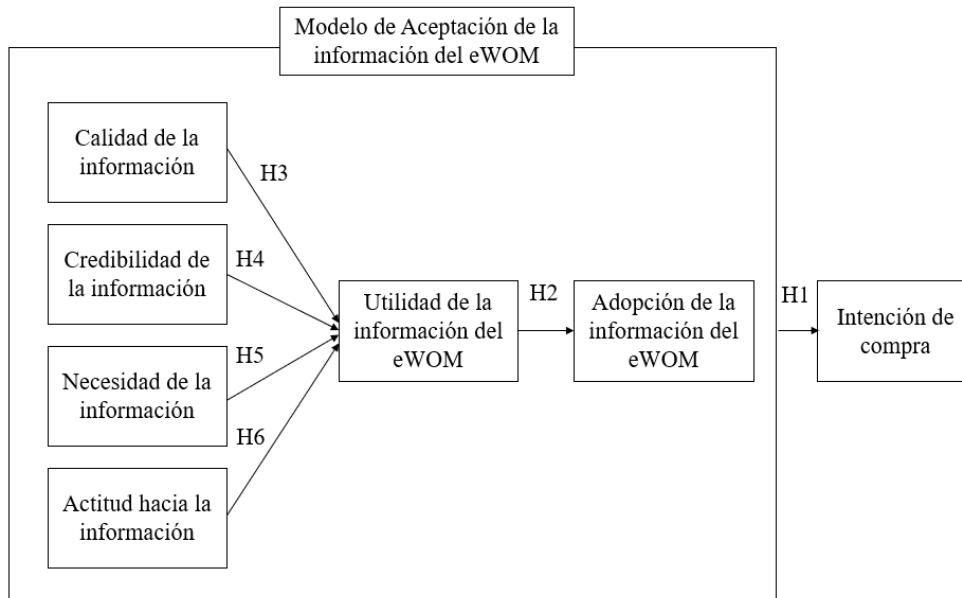 Modelo de Aceptación de la
información del eWOM
Calidad de la
información
H3
Credibilidad de
la información
H4
Necesidad de la
información
H5
Actitud hacia la
información
H6
Utilidad de la
información del
eWOM
H2
Adopción de la
información del
eWOM
H1
Intención de
compra